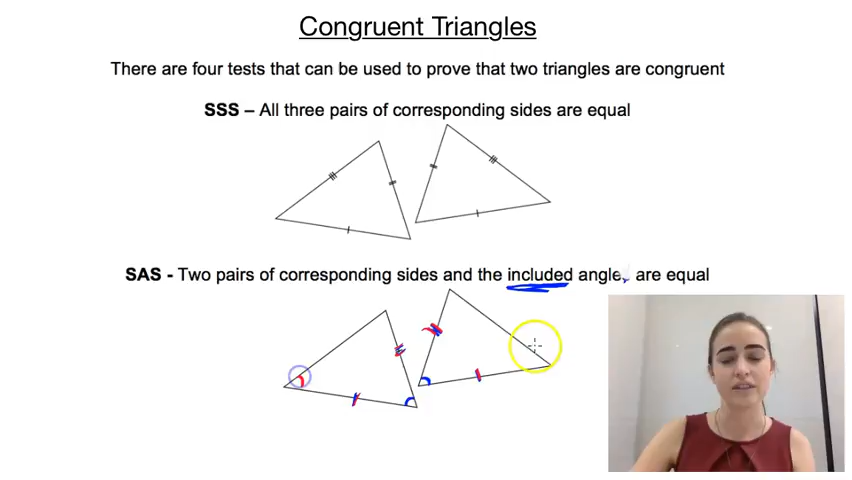 Congruent Triangles
There are four tests that can be used to prove that two triangles are congruent
SSS – All three pairs of corresponding sides are equal
SAS - Two pairs of corresponding sides and the included angle, are equal